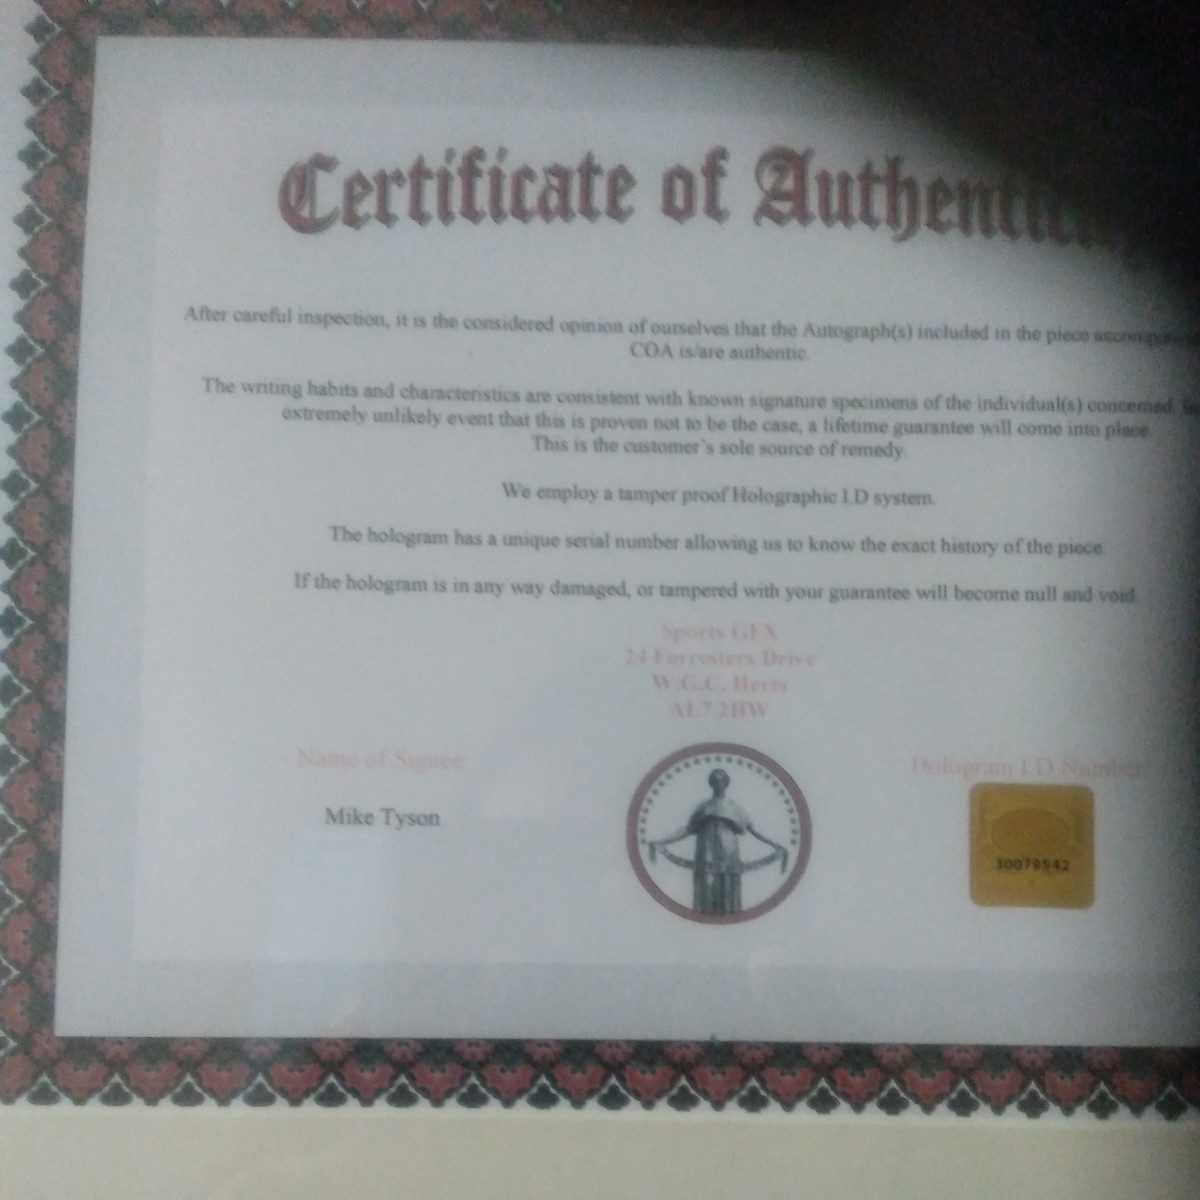 Certificate of
After careful inspection, it is the considered opinion of ourselves that the Autograph(s) included in the piece
COA is/are authentic.
The writing habits and characteristics are consistent with known signature specimens of the individual(s) concerned.
extremely unlikely event that this is proven not to be the case, a lifetime guarantee will come into place.
This is the customer's sole source of remedy.
We employ a tamper proof Holographic I.D system.
The hologram has a unique serial number allowing us to know the exact history of the piece.
If the hologram is in any way damaged, or tampered with your guarantee will become null and void.
Sports GFX
24 Forresters Drive
W.G.C. Herts
AL7 2HW
Name of Signee:
Hologram I.D Number
Mike Tyson
30079542